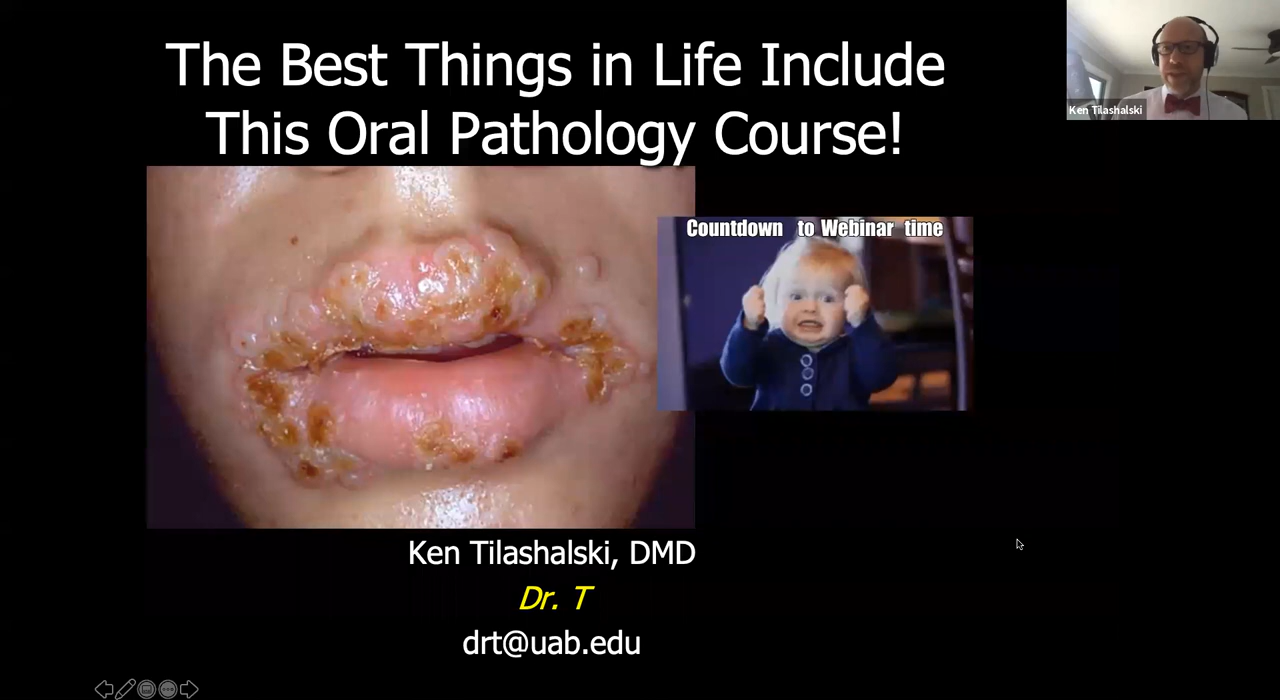 The Best Things in Life Include
This Oral Pathology Course!
Ken Tilashalski
Countdown to Webinar time
Ken Tilashalski, DMD
Dr. T
drt@uab.edu